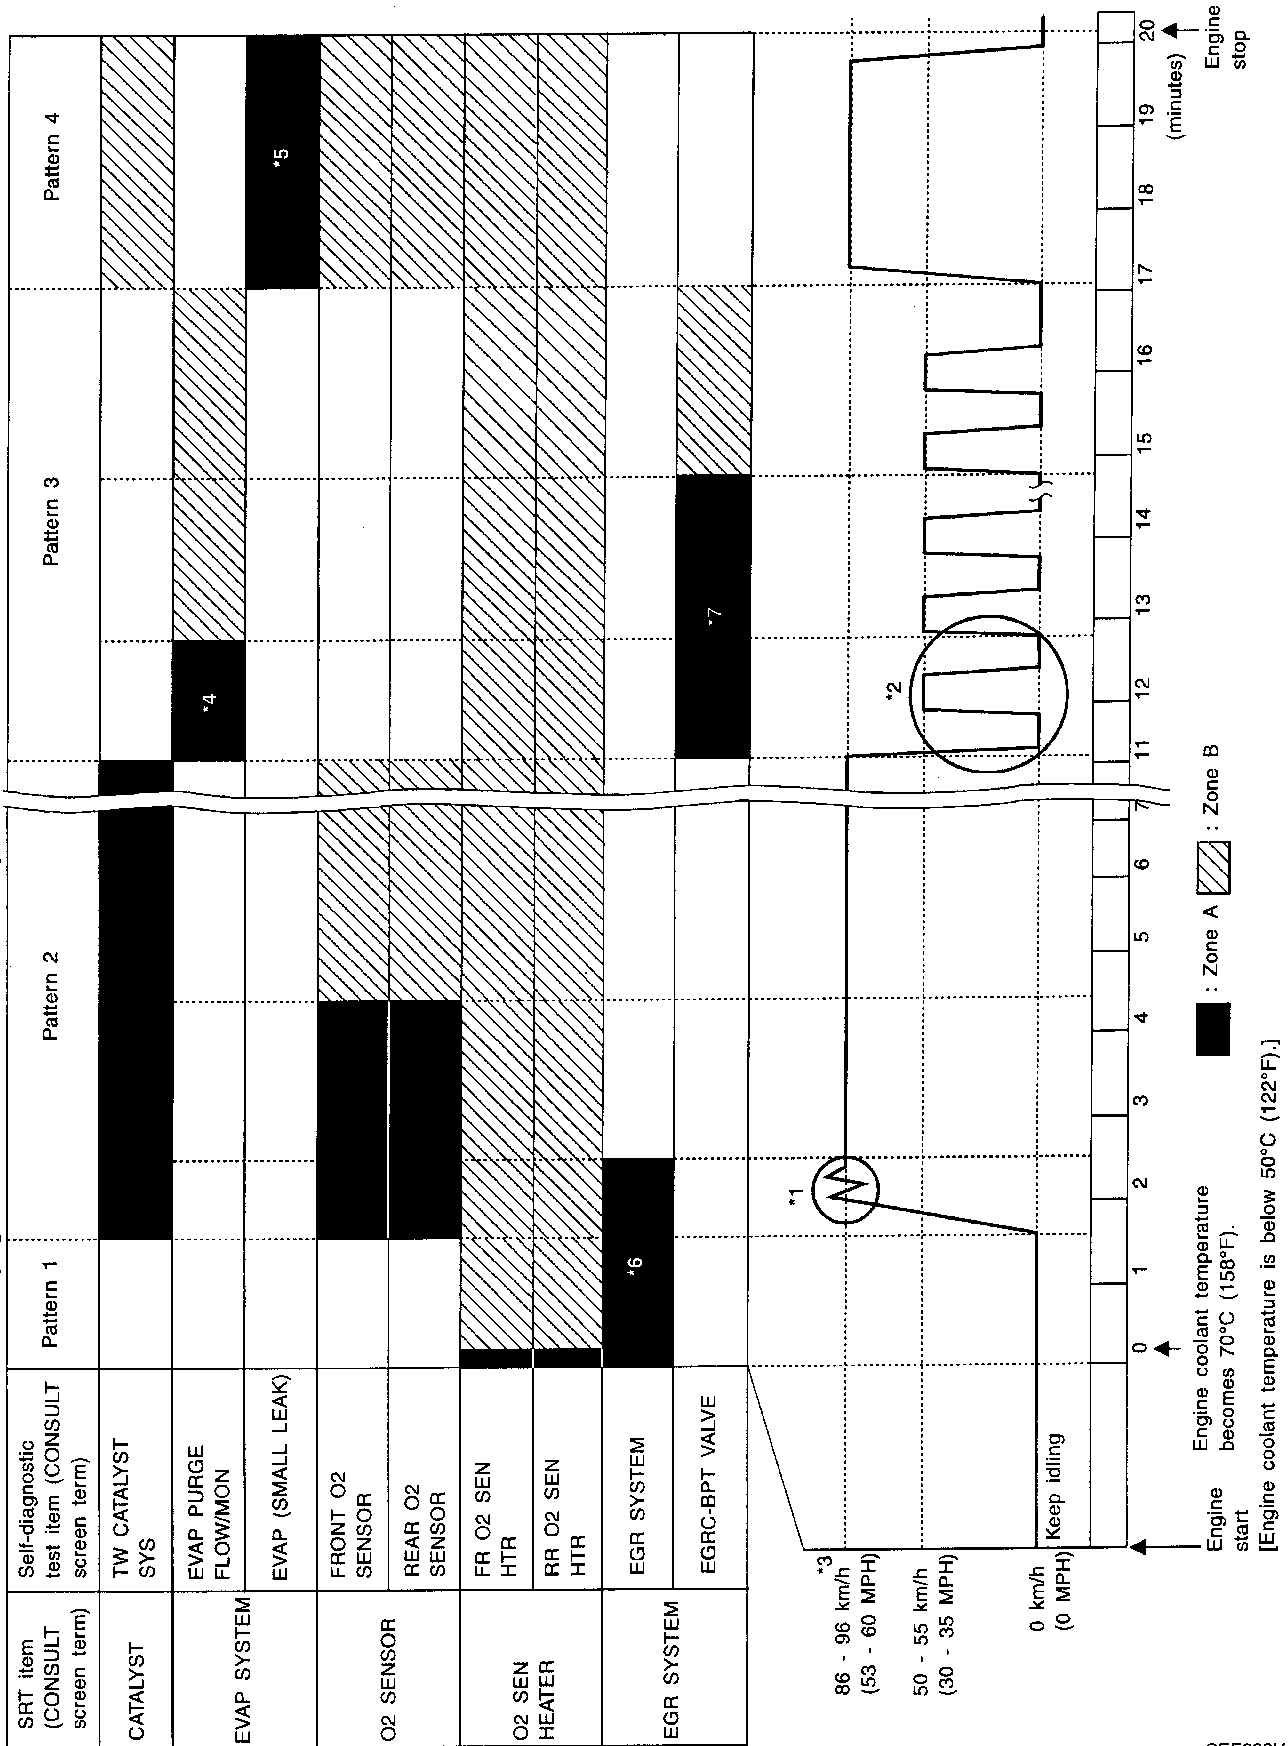 SRT item
(CONSULT
screen term)
Self-diagnostic
test item (CONSULT
screen term)
Pattern 1
Pattern 2
Pattern 3
Pattern 4
CATALYST
TW CATALYST
SYS
EVAP SYSTEM
EVAP PURGE
FLOW/MON
*4
EVAP (SMALL LEAK)
*5
O2 SENSOR
FRONT O2
SENSOR
REAR O2
SENSOR
O2 SEN
HEATER
FR O2 SEN
HTR
RR O2 SEN
HTR
EGR SYSTEM
EGR SYSTEM
*6
EGRC-BPT VALVE
*7
*3
86 - 96 km/h
(53 - 60 MPH)
50 - 55 km/h
(30 - 35 MPH)
0 km/h
(0 MPH)
*1
*2
Keep idling
0 1 2 3 4 5 6 7 11 12 13 14 15 16 17 18 19 20
(minutes)
Engine
start
Engine coolant temperature
becomes 70°C (158°F).
: Zone A
: Zone B
Engine
stop
[Engine coolant temperature is below 50°C (122°F).]